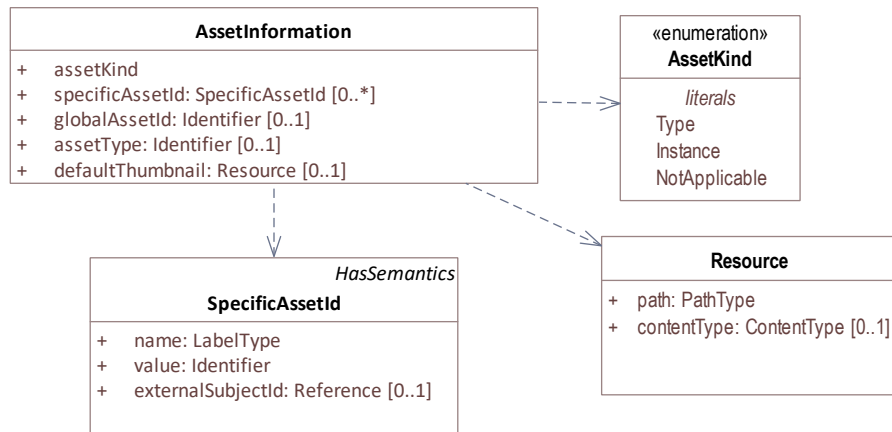 AssetInformation
+ assetKind
+ specificAssetId: SpecificAssetId [0..*]
+ globalAssetId: Identifier [0..1]
+ assetType: Identifier [0..1]
+ defaultThumbnail: Resource [0..1]
«enumeration»
AssetKind
literals
Type
Instance
NotApplicable
HasSemantics
SpecificAssetId
+ name: LabelType
+ value: Identifier
+ externalSubjectId: Reference [0..1]
Resource
+ path: PathType
+ contentType: ContentType [0..1]